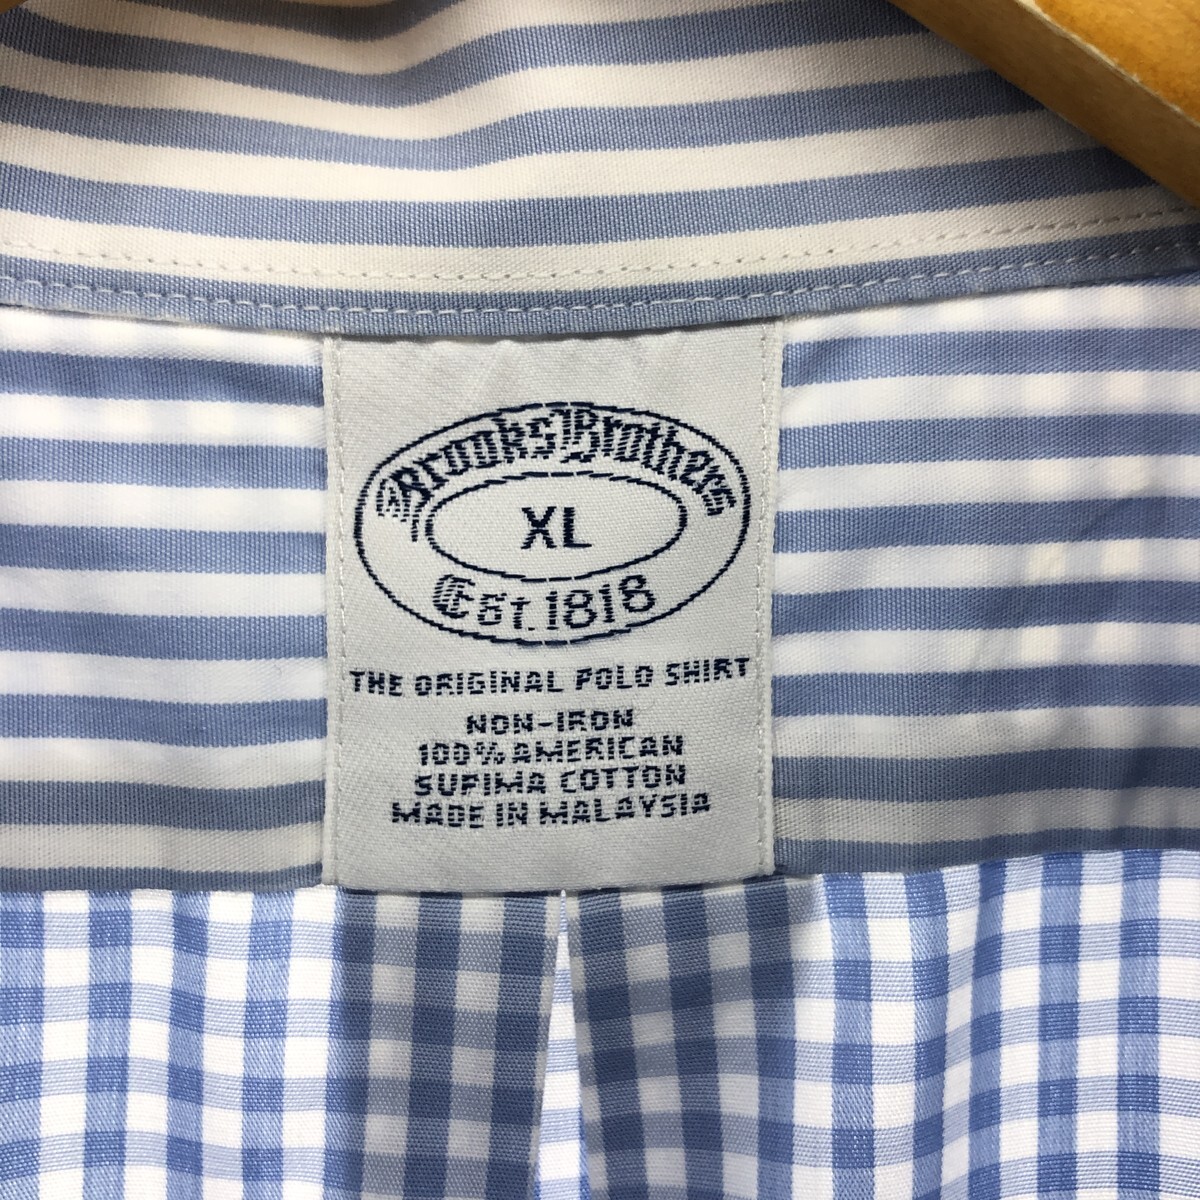 Brooks Brothers
XL
Est. 1818
THE ORIGINAL POLO SHIRT
NON-IRON
100% AMERICAN
SUPIMA COTTON
MADE IN MALAYSIA